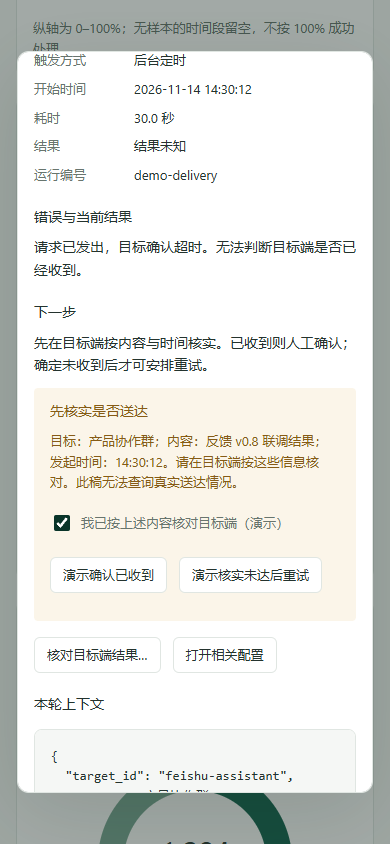 纵轴为 0–100%；无样本的时间段留空，不按 100% 成功
处理
触发方式 后台定时
开始时间 2026-11-14 14:30:12
耗时 30.0 秒
结果 结果未知
运行编号 demo-delivery
错误与当前结果
请求已发出，目标确认超时。无法判断目标端是否已
经收到。
下一步
先在目标端按内容与时间核实。已收到则人工确认；
确定未收到后才可安排重试。
先核实是否送达
目标：产品协作群；内容：反馈 v0.8 联调结果；
发起时间：14:30:12。请在目标端按这些信息核
对。此稿无法查询真实送达情况。
我已按上述内容核对目标端（演示）
演示确认已收到 演示核实未达后重试
核对目标端结果... 打开相关配置
本轮上下文
{
"target_id": "feishu-assistant",